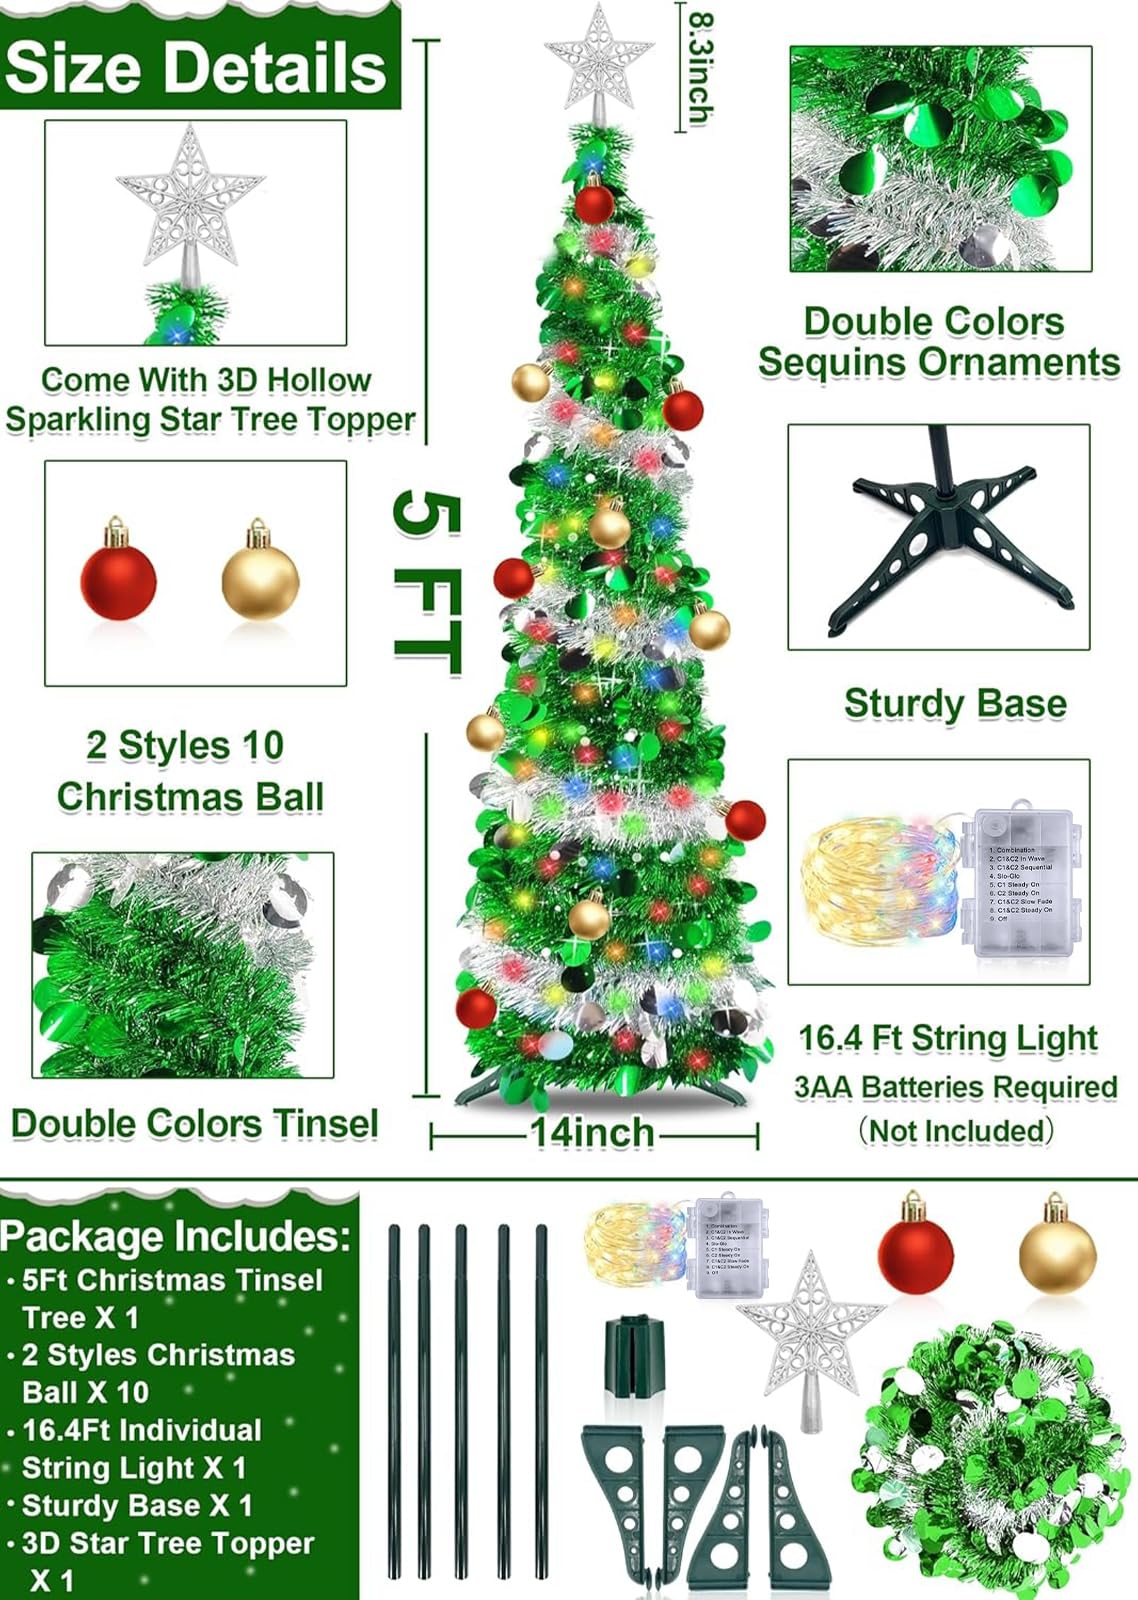 Size Details
8.3inch
Come With 3D Hollow
Sparkling Star Tree Topper
Double Colors
Sequins Ornaments
5 FT
2 Styles 10
Christmas Ball
Sturdy Base
1. Combination
2. C1&C2 In Wave
3. C1&C2 Sequential
4. Slo-Glo
5. C1 Steady On
6. C2 Steady On
7. C1&C2 Slow Fade
8. C1&C2 Steady On
9. Off
Double Colors Tinsel
16.4 Ft String Light
3AA Batteries Required
(Not Included)
14inch
Package Includes:
· 5Ft Christmas Tinsel
Tree X 1
· 2 Styles Christmas
Ball X 10
· 16.4Ft Individual
String Light X 1
· Sturdy Base X 1
· 3D Star Tree Topper
X 1
1. Combination
2. C1&C2 In Wave
3. C1&C2 Sequential
4. Slo-Glo
5. C1 Steady On
6. C2 Steady On
7. C1&C2 Slow Fade
8. C1&C2 Steady On
9. Off